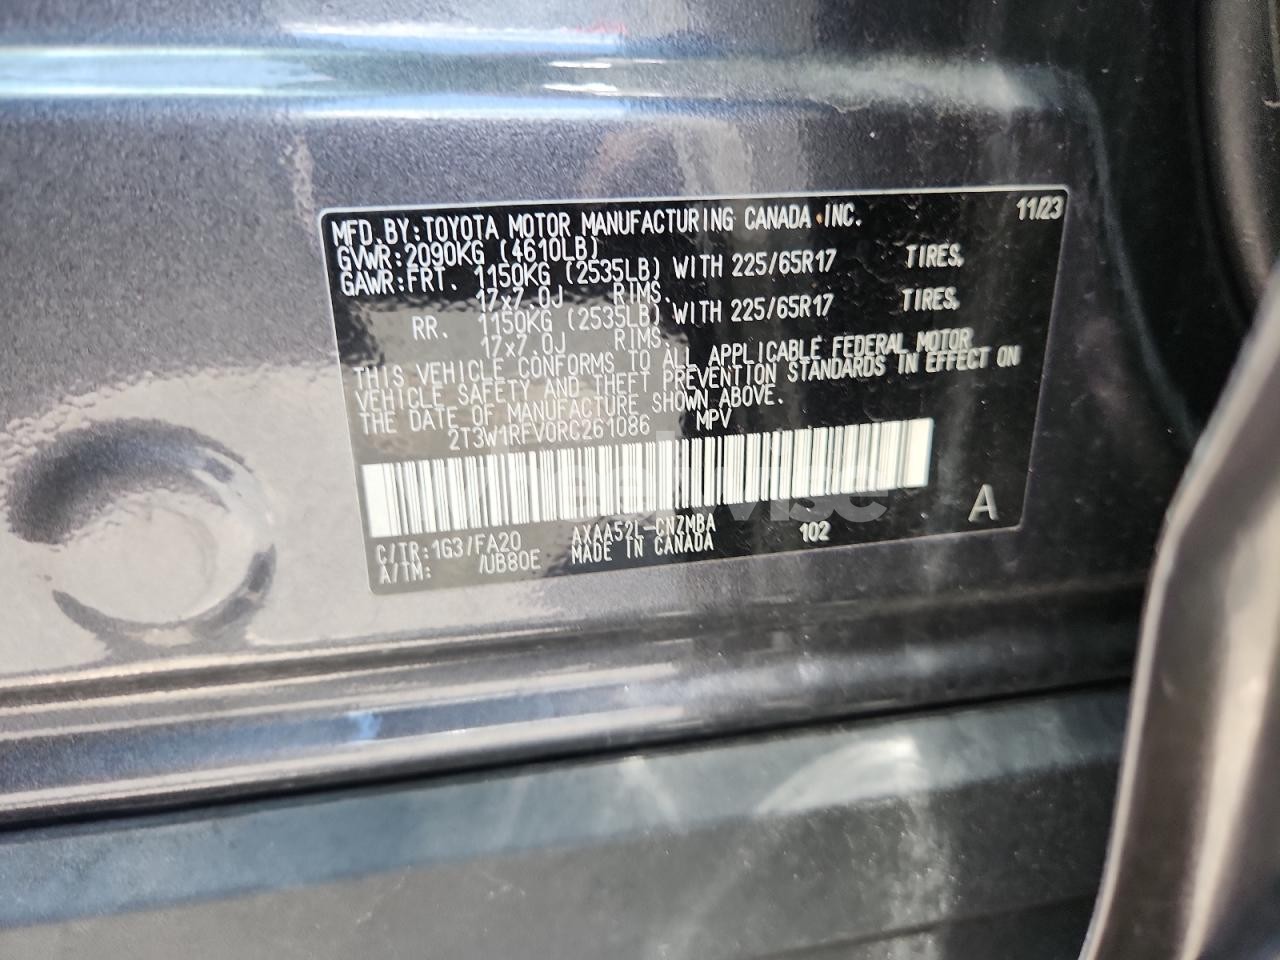 MFD.BY:TOYOTA MOTOR MANUFACTURING CANADA INC. 11/23
GVWR:2090KG (4610LB)
GAWR:FRT. 1150KG (2535LB) WITH 225/65R17 TIRES,
17x7.0J RIMS.
RR. 1150KG (2535LB) WITH 225/65R17 TIRES,
17x7.0J RIMS.
THIS VEHICLE CONFORMS TO ALL APPLICABLE FEDERAL MOTOR
VEHICLE SAFETY AND THEFT PREVENTION STANDARDS IN EFFECT ON
THE DATE OF MANUFACTURE SHOWN ABOVE.
2T3W1RFV0RC261086 MPV
C/TR:1G3/FA20 AXAA52L-CNZMBA 102 A
A/TM: /UB80E MADE IN CANADA